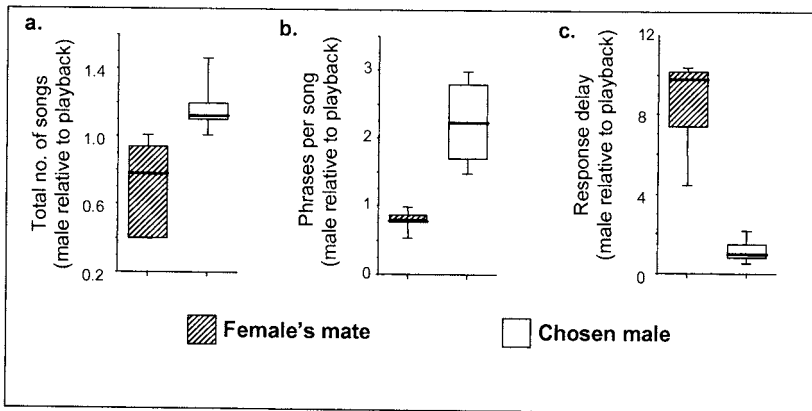 a.
Total no. of songs
(male relative to playback)
1.4
1.0
0.6
0.2
b.
Phrases per song
(male relative to playback)
3
2
1
0
c.
Response delay
(male relative to playback)
12
8
4
0
Female's mate
Chosen male